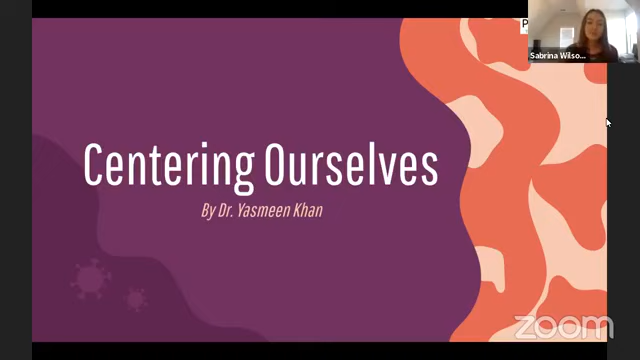 P
Sabrina Wilso...
Centering Ourselves
By Dr. Yasmeen Khan
zoom